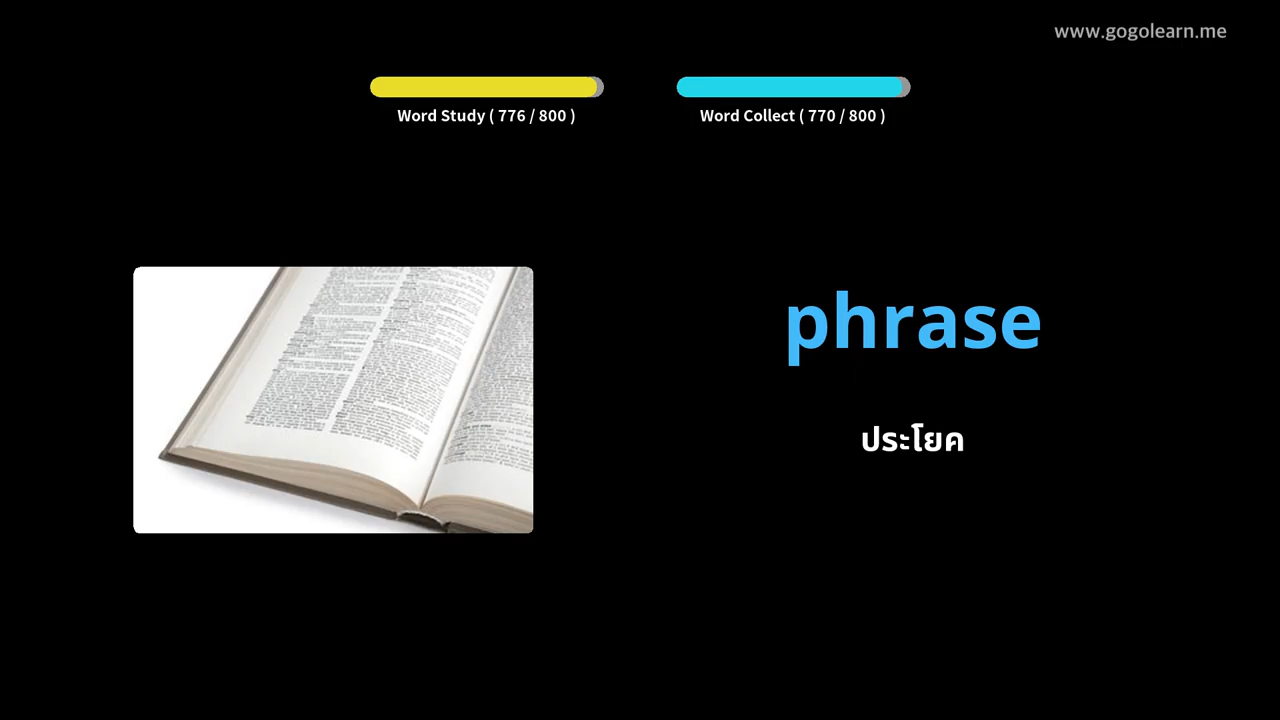 www.gogolearn.me
Word Study ( 776 / 800 )
Word Collect ( 770 / 800 )
phrase
ประโยค